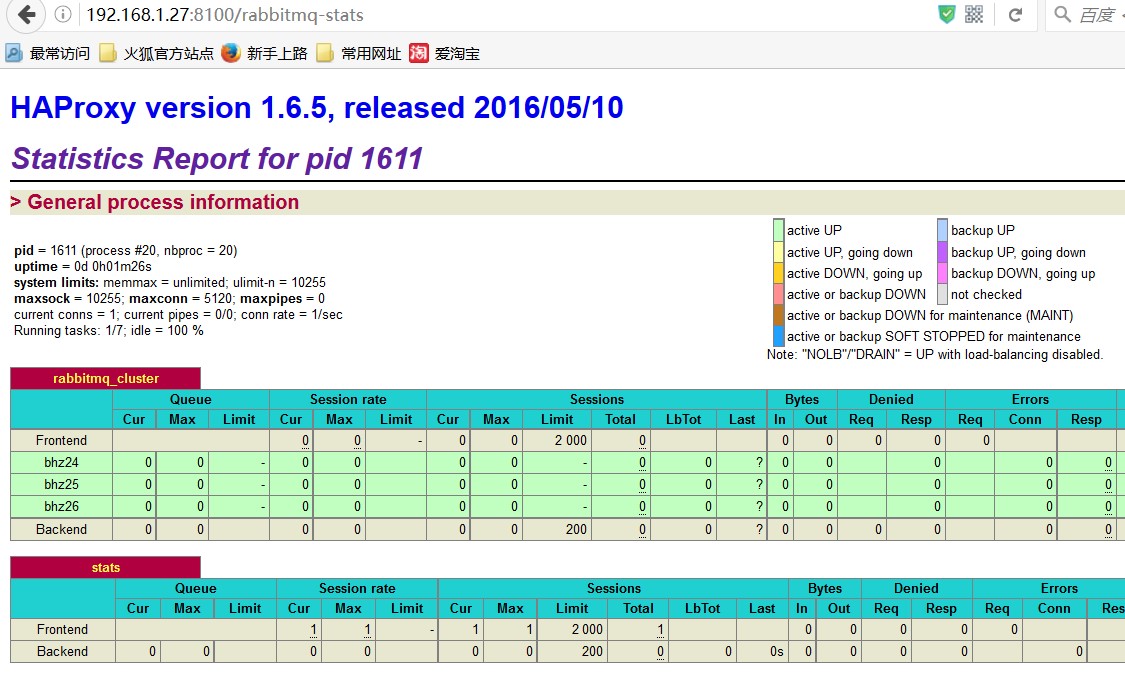 192.168.1.27:8100/rabbitmq-stats
百度
最常访问 火狐官方站点 新手上路 常用网址 淘 爱淘宝
HAProxy version 1.6.5, released 2016/05/10
Statistics Report for pid 1611
> General process information
pid = 1611 (process #20, nbproc = 20)
uptime = 0d 0h01m26s
system limits: memmax = unlimited; ulimit-n = 10255
maxsock = 10255; maxconn = 5120; maxpipes = 0
current conns = 1; current pipes = 0/0; conn rate = 1/sec
Running tasks: 1/7; idle = 100 %
active UP backup UP
active UP, going down backup UP, going down
active DOWN, going up backup DOWN, going up
active or backup DOWN not checked
active or backup DOWN for maintenance (MAINT)
active or backup SOFT STOPPED for maintenance
Note: "NOLB"/"DRAIN" = UP with load-balancing disabled.
rabbitmq_cluster
Queue Session rate Sessions Bytes Denied Errors
Cur Max Limit Cur Max Limit Cur Max Limit Total LbTot Last In Out Req Resp Req Conn Resp
Frontend 0 0 - 0 0 2 000 0 0 0 0 0 0
bhz24 0 0 - 0 0 0 0 - 0 0 ? 0 0 0 0 0
bhz25 0 0 - 0 0 0 0 - 0 0 ? 0 0 0 0 0
bhz26 0 0 - 0 0 0 0 - 0 0 ? 0 0 0 0 0
Backend 0 0 0 0 0 0 200 0 0 ? 0 0 0 0 0 0
stats
Queue Session rate Sessions Bytes Denied Errors
Cur Max Limit Cur Max Limit Cur Max Limit Total LbTot Last In Out Req Resp Req Conn Res
Frontend 1 1 - 1 1 2 000 1 0 0 0 0 0
Backend 0 0 0 0 0 0 200 0 0 0s 0 0 0 0 0